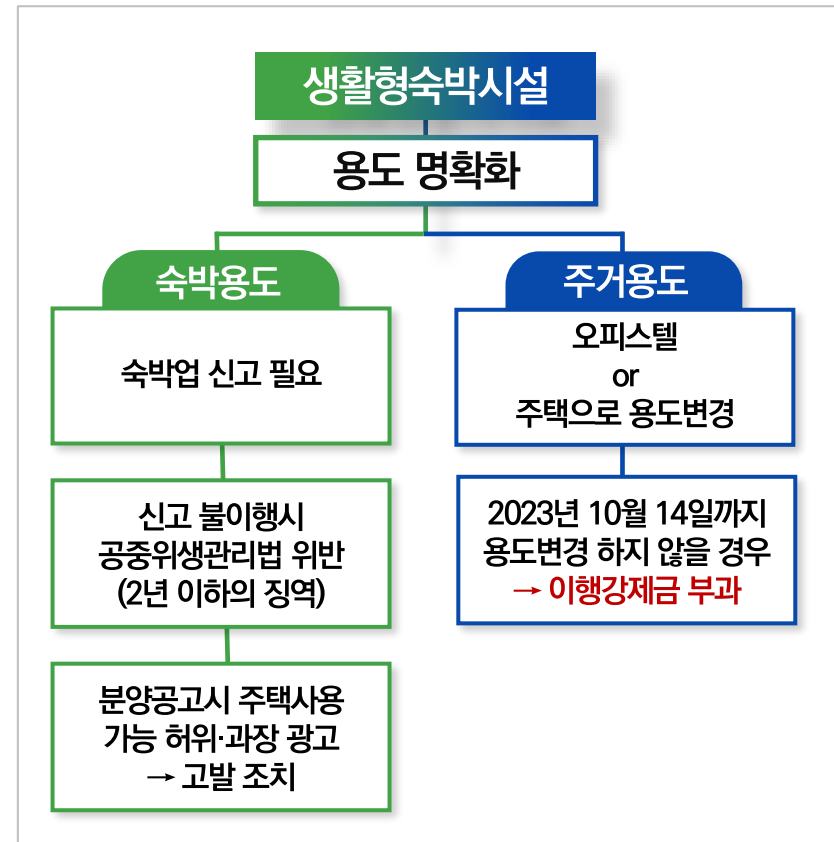 생활형숙박시설
용도 명확화
숙박용도
숙박업 신고 필요
신고 불이행시
공중위생관리법 위반
(2년 이하의 징역)
분양공고시 주택사용
가능 허위·과장 광고
→ 고발 조치
주거용도
오피스텔
or
주택으로 용도변경
2023년 10월 14일까지
용도변경 하지 않을 경우
→ 이행강제금 부과